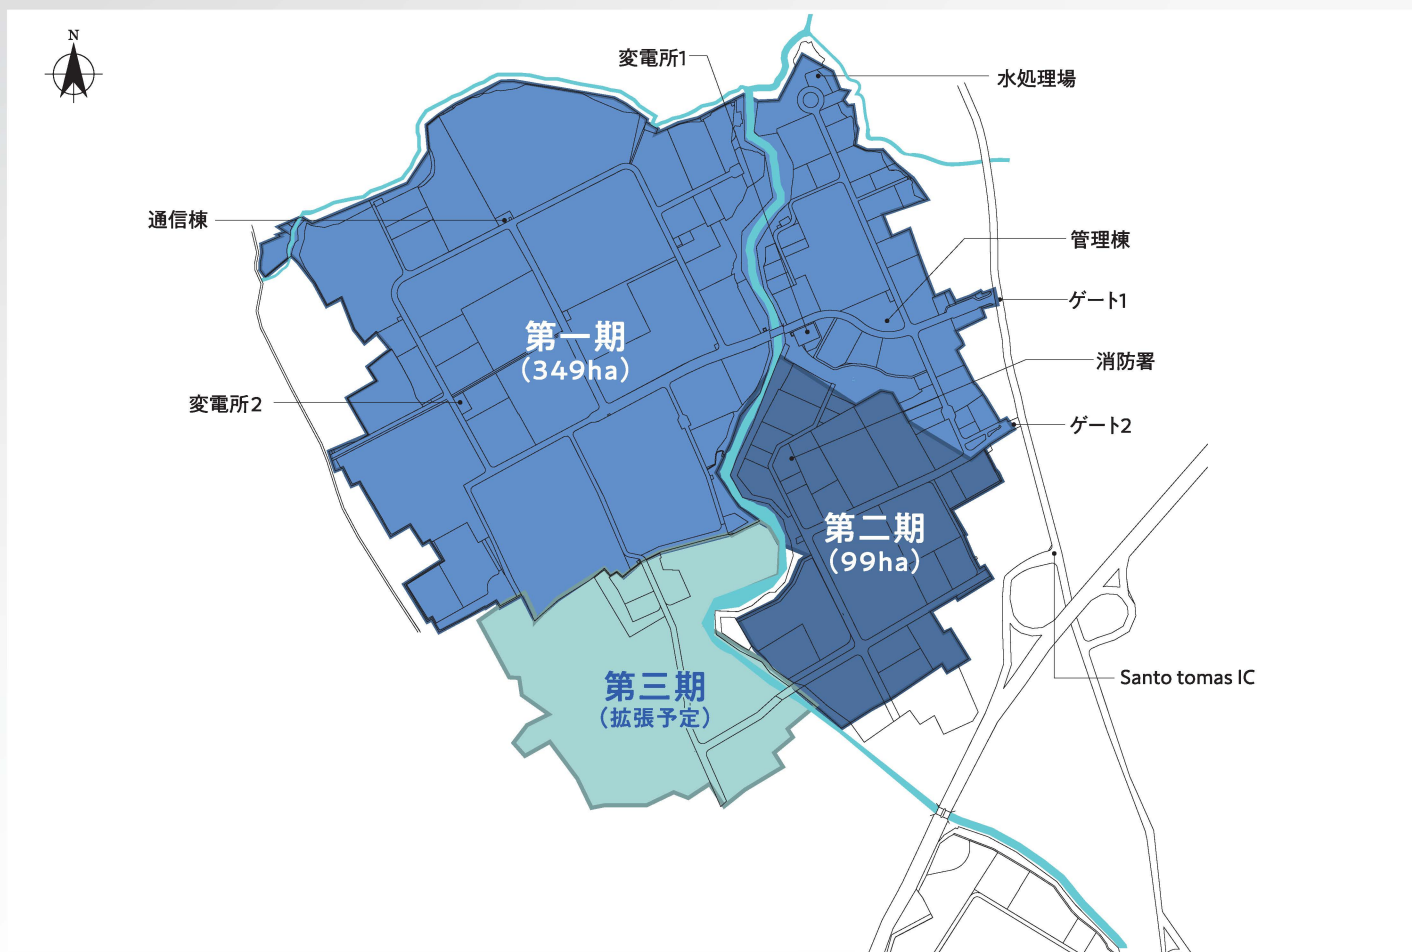 N
変電所1
水処理場
通信棟
管理棟
ゲート1
第一期
(349ha)
消防署
変電所2
ゲート2
第二期
(99ha)
第三期
(拡張予定)
Santo tomas IC